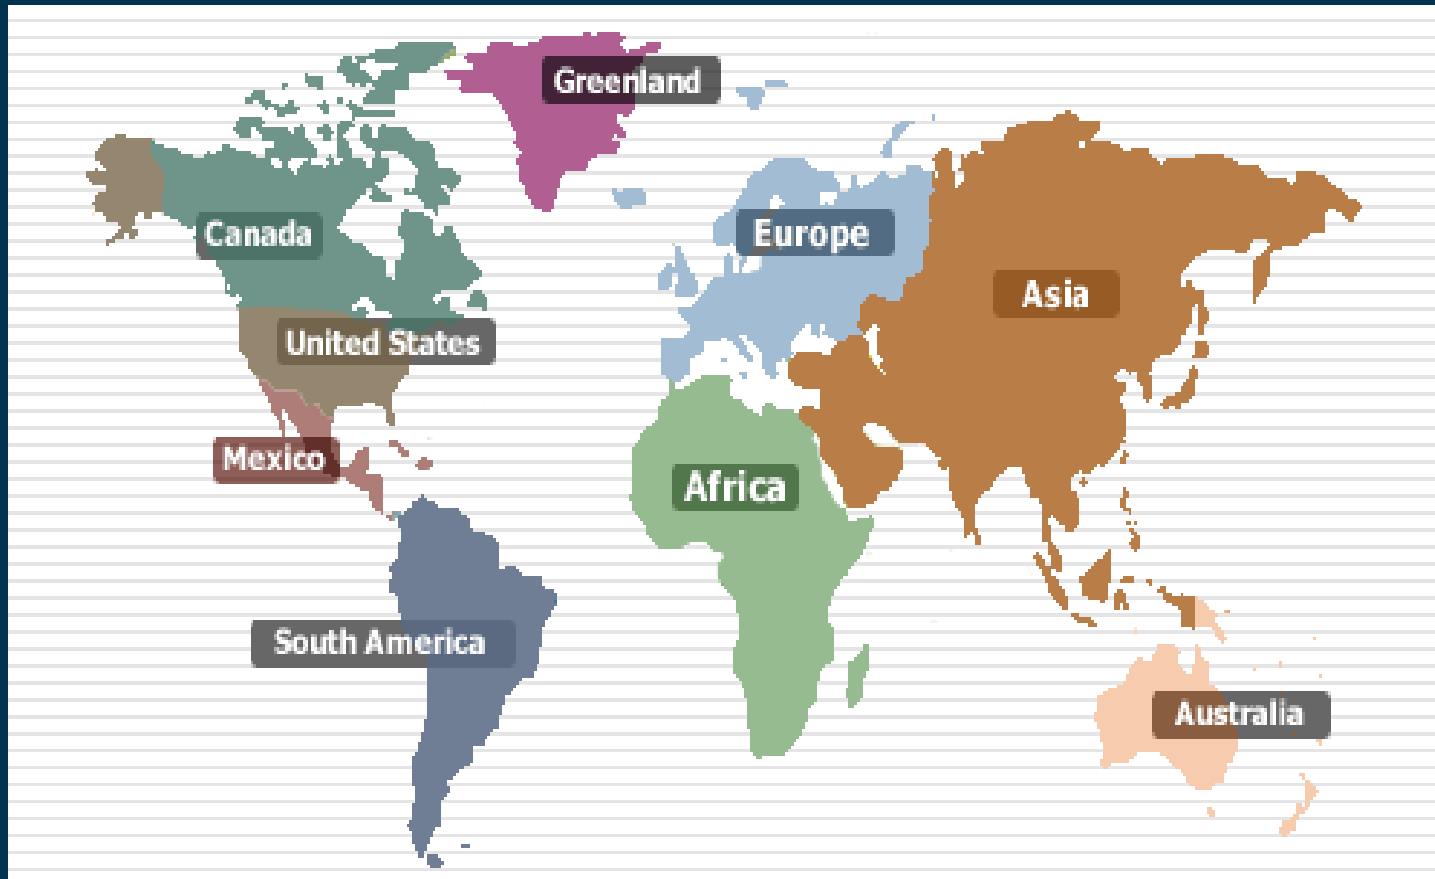 Greenland
Canada
Europe
Asia
United States
Mexico
Africa
South America
Australia